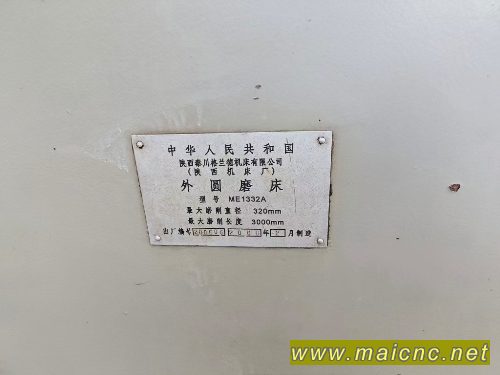 中华人民共和国
陕西秦川格兰德机床有限公司
(陕西机床厂)
外圆磨床
型号 ME1332A
最大磨削直径 320mm
最大磨削长度 3000mm
出厂编号 年2月制造
www.maicnc.net